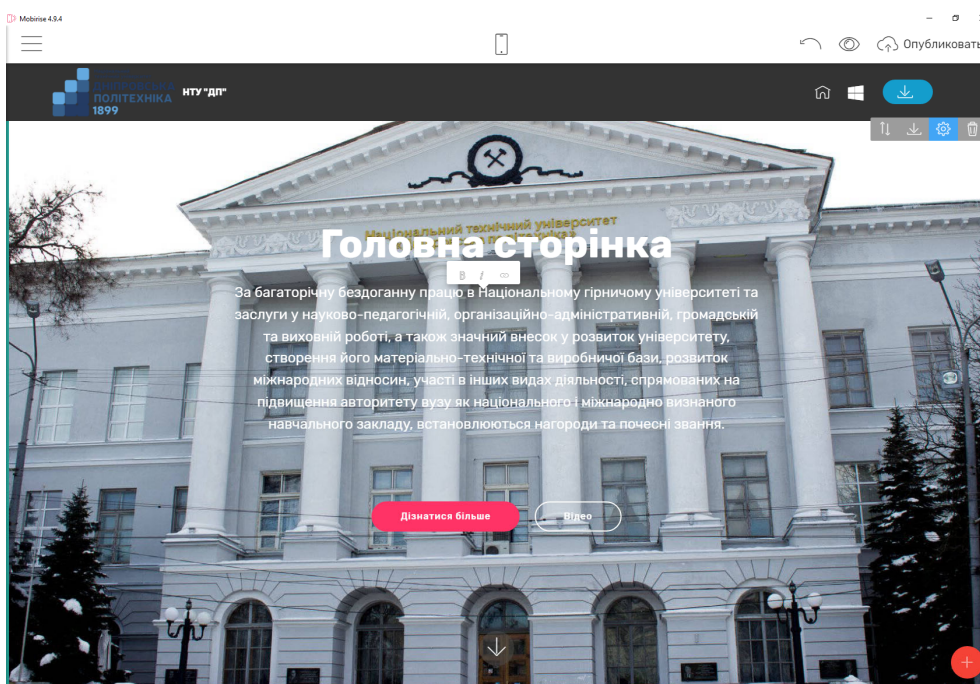 Mobirise 4.9.4
Опубликовать
ПОЛІТЕХНІКА
1899
НТУ "ДП"
Національний технічний університет
Головна сторінка
B i
За багаторічну бездоганну працю в Національному гірничому університеті та
заслуги у науково-педагогічній, організаційно-адміністративній, громадській
та виховній роботі, а також значний внесок у розвиток університету,
створення його матеріально-технічної та виробничої бази, розвиток
міжнародних відносин, участі в інших видах діяльності, спрямованих на
підвищення авторитету вузу як національного і міжнародно визнаного
навчального закладу, встановлюються нагороди та почесні звання.
Дізнатися більше
Відео